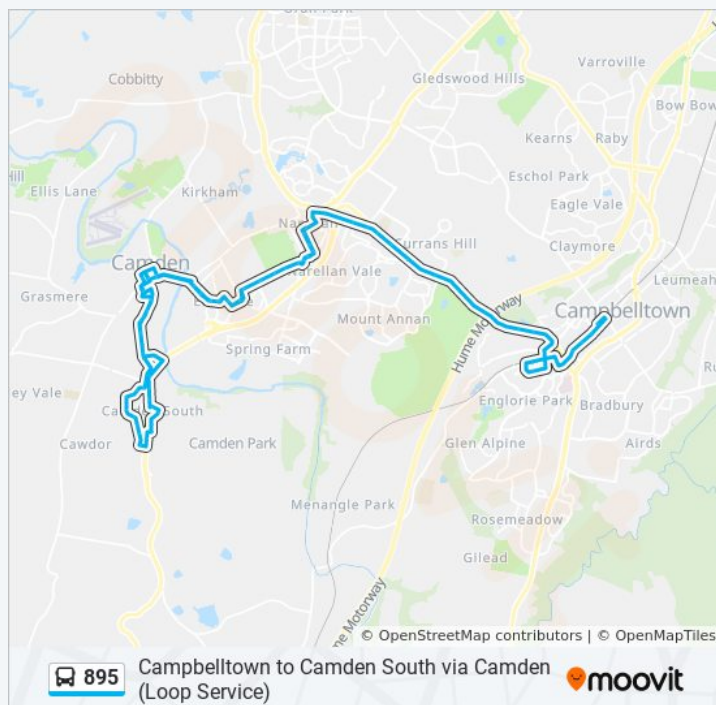 Gledswood Hills
Varroville
Cobbitty
Bow Bow
Kearns
Raby
Ellis Lane
Kirkham
Eschol Park
Eagle Vale
Currans Hill
Claymore
Camden
Narellan Vale
Leumeah
Grasmere
Campbelltown
Mount Annan
Hume Motorway
Spring Farm
Englorie Park
Bradbury
South
Cawdor
Camden Park
Glen Alpine
Airds
Menangle Park
Rosemeadow
Gilead
Hume Motorway
© OpenStreetMap contributors | © OpenMapTiles
895
Campbelltown to Camden South via Camden
(Loop Service)
moovit